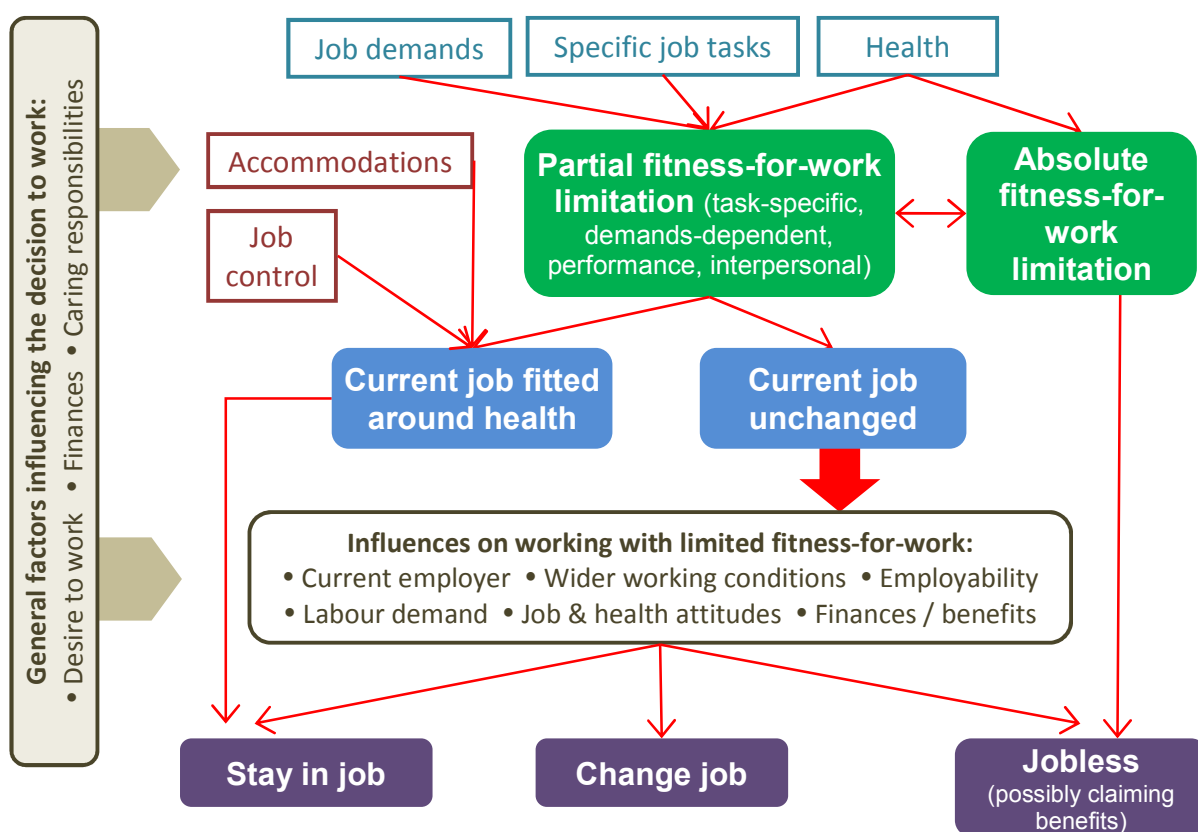 General factors influencing the decision to work:
• Desire to work • Finances • Caring responsibilities
Job demands
Specific job tasks
Health
Accommodations
Job
control
Partial fitness-for-work
limitation (task-specific,
demands-dependent,
performance, interpersonal)
Absolute
fitness-for-
work
limitation
Current job fitted
around health
Current job
unchanged
Influences on working with limited fitness-for-work:
• Current employer • Wider working conditions • Employability
• Labour demand • Job & health attitudes • Finances / benefits
Stay in job
Change job
Jobless
(possibly claiming
benefits)